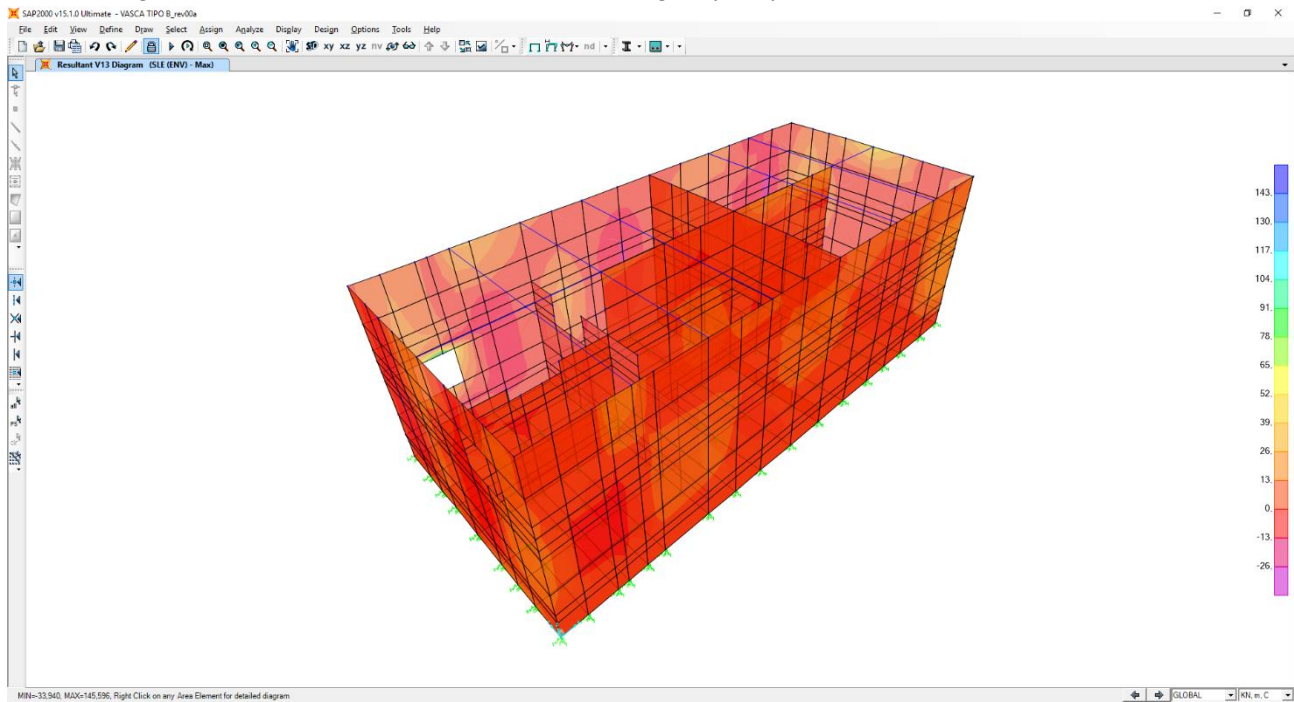 SAP2000 v15.1.0 Ultimate - VASCA TIPO B_rev00a
File Edit View Define Draw Select Assign Analyze Display Design Options Tools Help
3D xy xz yz nv nd
Resultant V13 Diagram (SLE (ENV) - Max)
143.
130.
117.
104.
91.
78.
65.
52.
39.
26.
13.
0.
-13.
-26.
MIN=-33,940, MAX=145,596, Right Click on any Area Element for detailed diagram
GLOBAL
KN, m, C